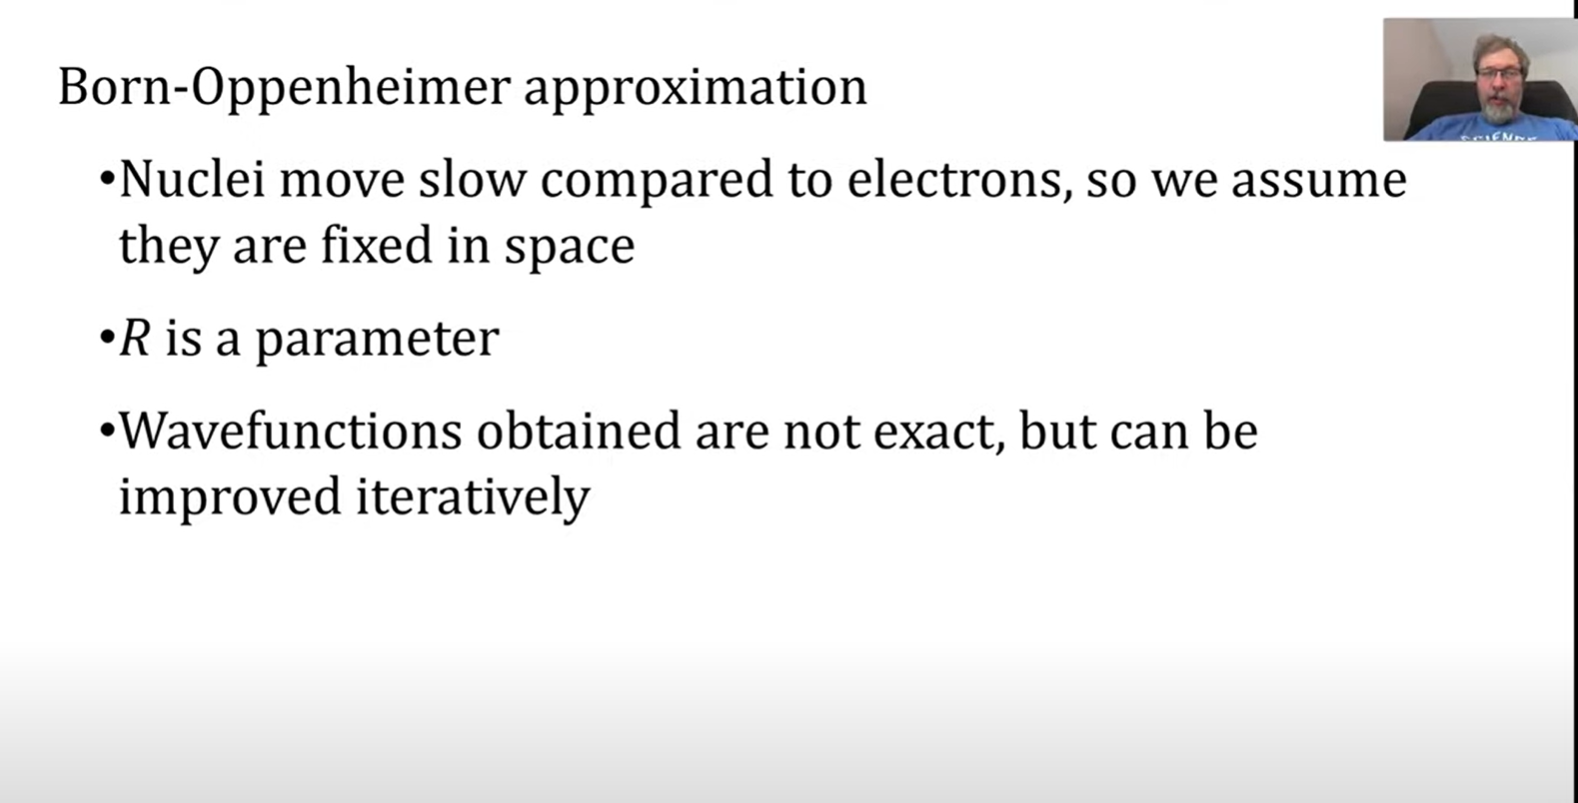 Born-Oppenheimer approximation
•Nuclei move slow compared to electrons, so we assume
they are fixed in space
•R is a parameter
•Wavefunctions obtained are not exact, but can be
improved iteratively